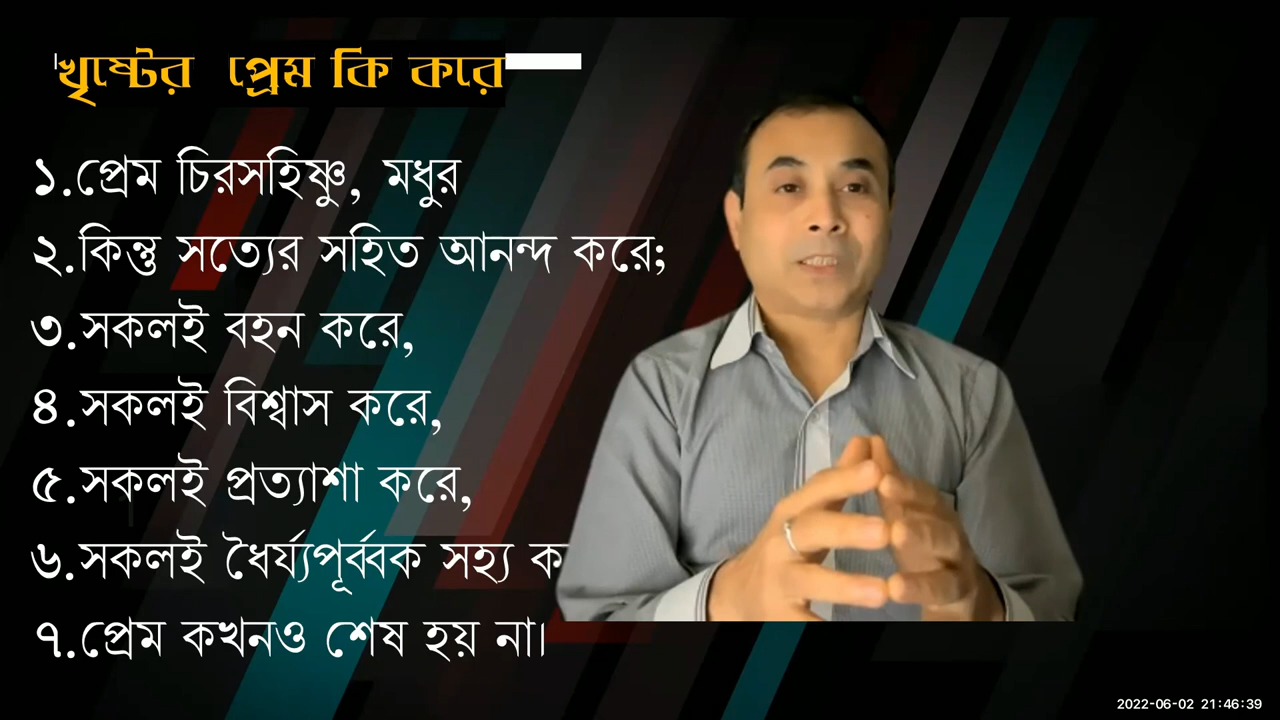 খৃষ্টের প্রেম কি করে
১.প্রেম চিরসহিষ্ণু, মধুর
২.কিন্তু সত্যের সহিত আনন্দ করে;
৩.সকলই বহন করে,
৪.সকলই বিশ্বাস করে,
৫.সকলই প্রত্যাশা করে,
৬.সকলই ধৈর্য্যপূর্ব্বক সহ্য ক
৭.প্রেম কখনও শেষ হয় না।
2022-06-02 21:46:39